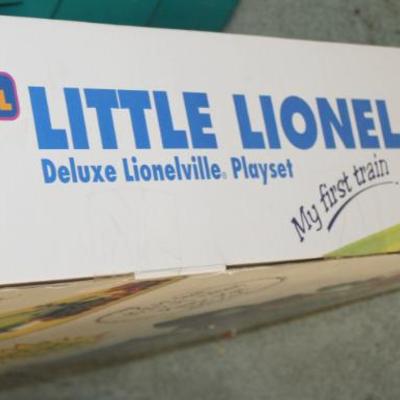 L
LITTLE LIONEL
Deluxe Lionelville® Playset
My first train